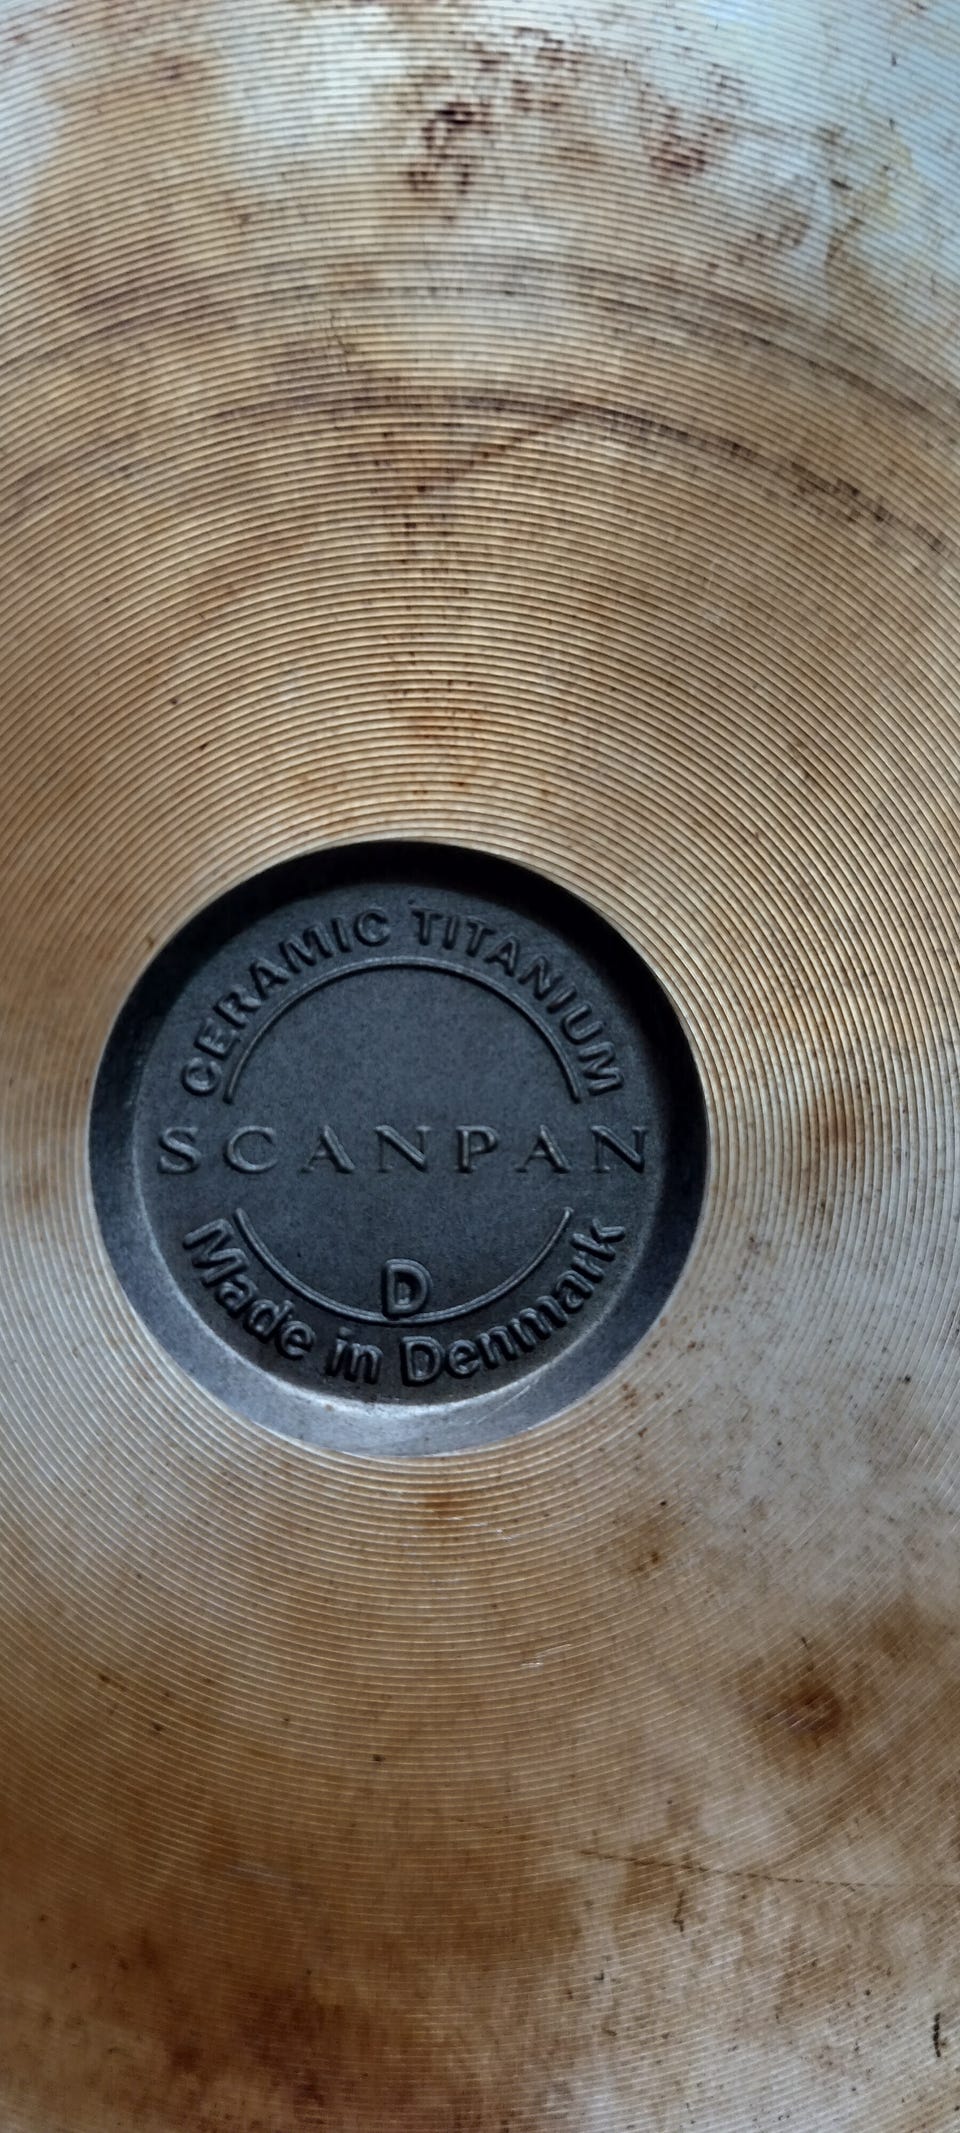 CERAMIC TITANIUM
SCANPAN
D
Made in Denmark